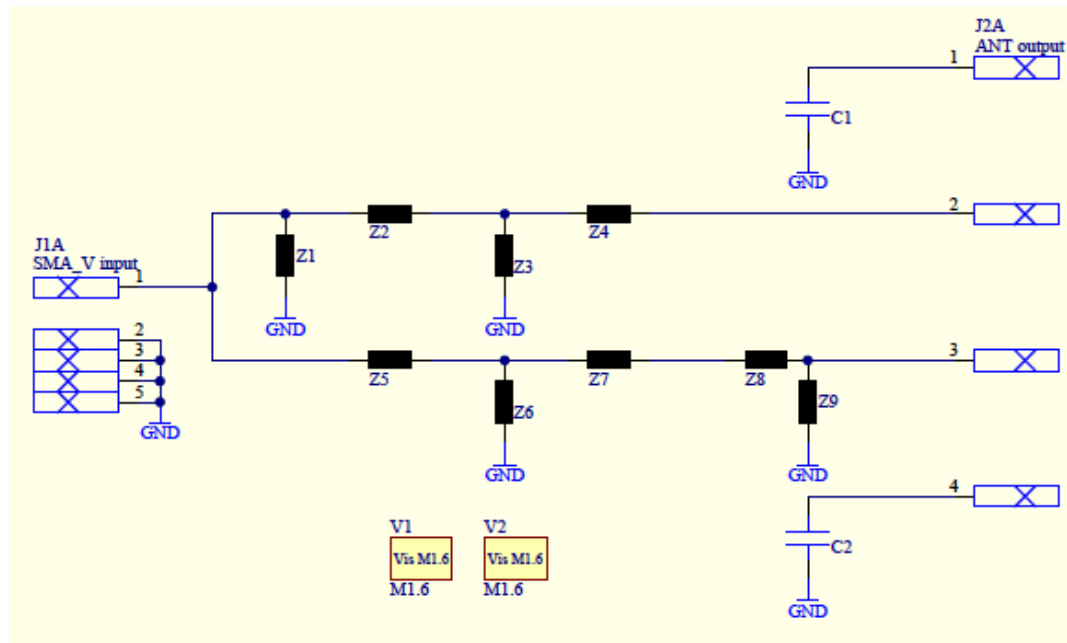 J2A
ANT output
1
C1
GND
2
Z2
Z4
Z1
Z3
J1A
SMA_V input
1
GND
GND
2
3
4
5
GND
3
Z5
Z7
Z8
Z6
Z9
GND
GND
4
V1
V2
Vis M1.6
Vis M1.6
M1.6
M1.6
C2
GND